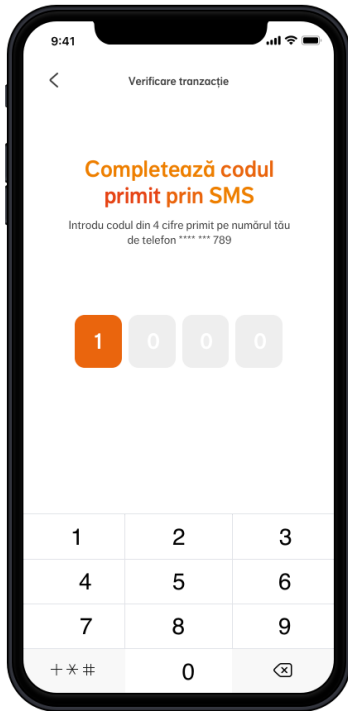 9:41
Verificare tranzacție
Completează codul
primit prin SMS
Introdu codul din 4 cifre primit pe numărul tău
de telefon **** *** 789
1 0 0 0
1 2 3
4 5 6
7 8 9
+*# 0